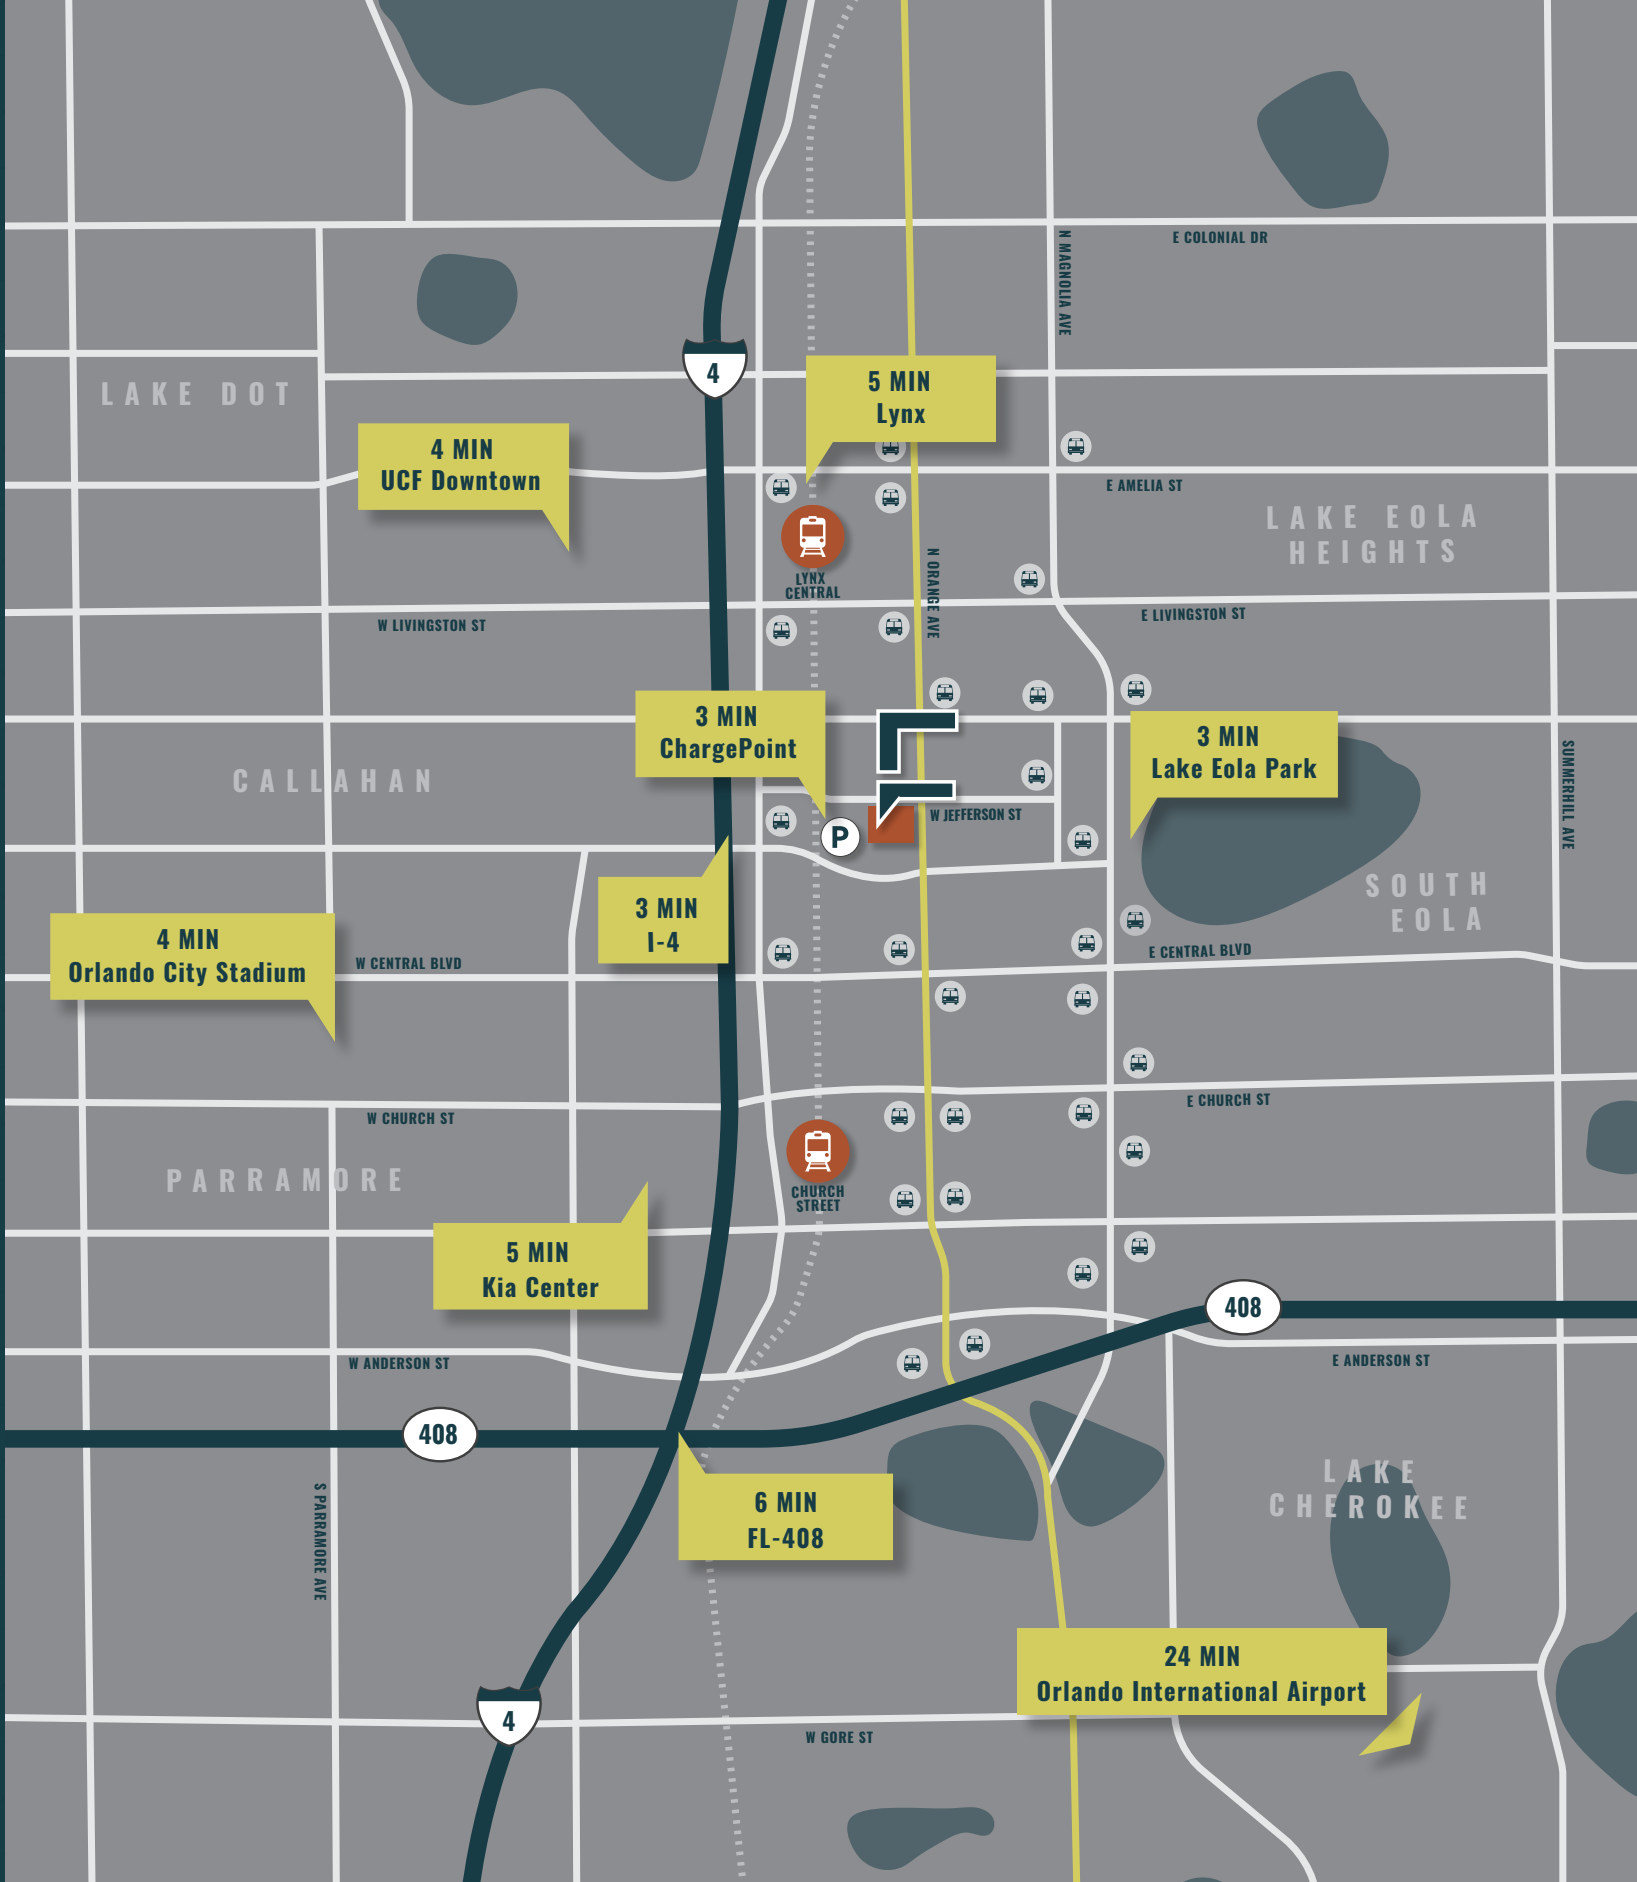 E COLONIAL DR
N MAGNOLIA AVE
4
LAKE DOT
5 MIN
Lynx
4 MIN
UCF Downtown
E AMELIA ST
LAKE EOLA
HEIGHTS
N ORANGE AVE
LYNX
CENTRAL
W LIVINGSTON ST
E LIVINGSTON ST
3 MIN
ChargePoint
3 MIN
Lake Eola Park
CALLAHAN
SUMMERHILL AVE
W JEFFERSON ST
P
SOUTH
EOLA
3 MIN
I-4
4 MIN
Orlando City Stadium
W CENTRAL BLVD
E CENTRAL BLVD
W CHURCH ST
E CHURCH ST
PARRAMORE
CHURCH
STREET
5 MIN
Kia Center
408
W ANDERSON ST
E ANDERSON ST
408
LAKE
CHEROKEE
S PARRAMORE AVE
6 MIN
FL-408
24 MIN
Orlando International Airport
4
W GORE ST